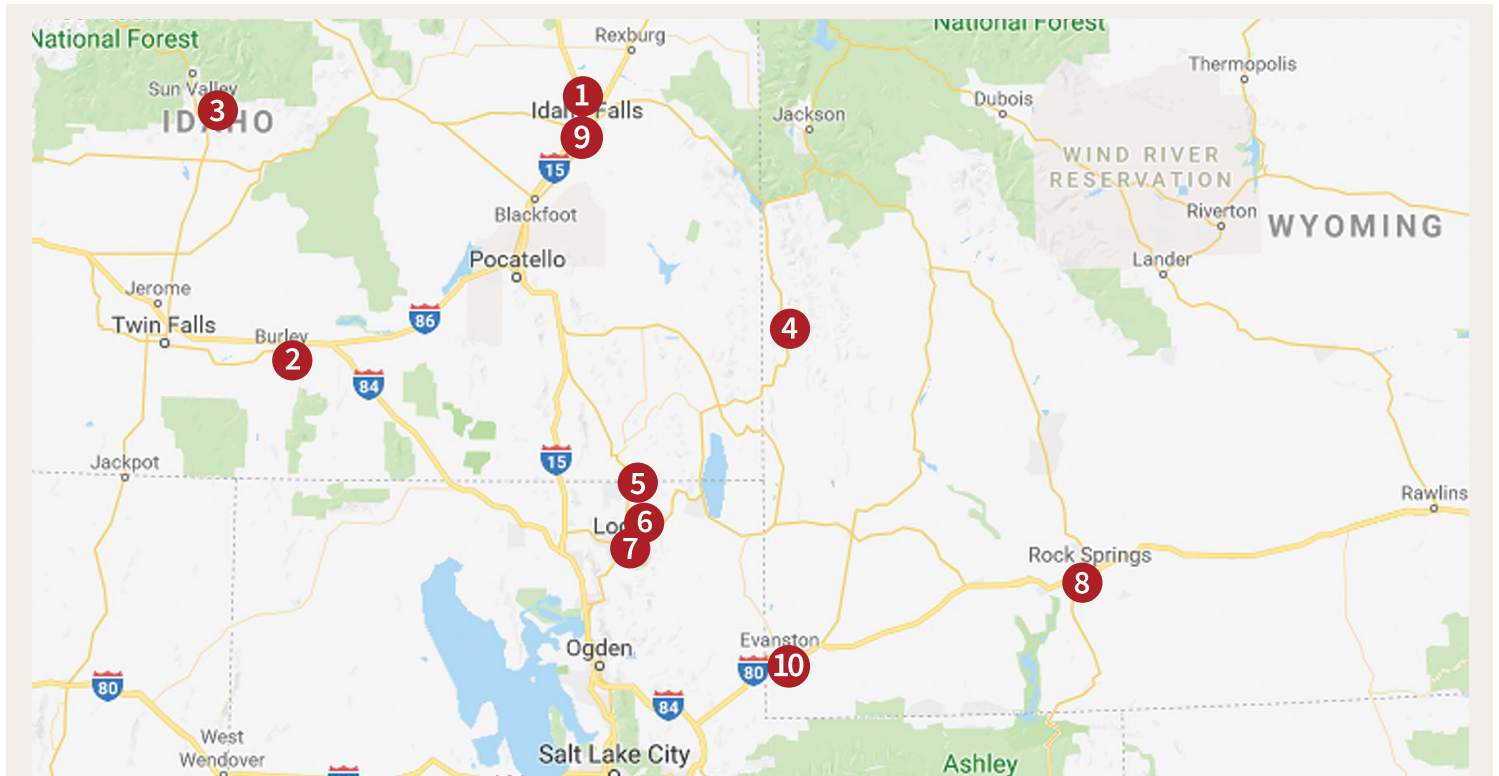 National Forest
National Forest
Rexburg
Thermopolis
Sun Valley
3
IDAHO
1
Idaho Falls
9
Jackson
Dubois
15
WIND RIVER
RESERVATION
Blackfoot
Riverton
WYOMING
Pocatello
Lander
Jerome
Twin Falls
86
Burley
2
4
84
15
Jackpot
5
Rawlins
Lo
6
7
Rock Springs
8
Evanston
Ogden
80
10
80
84
West
Wendover
Salt Lake City
Ashley